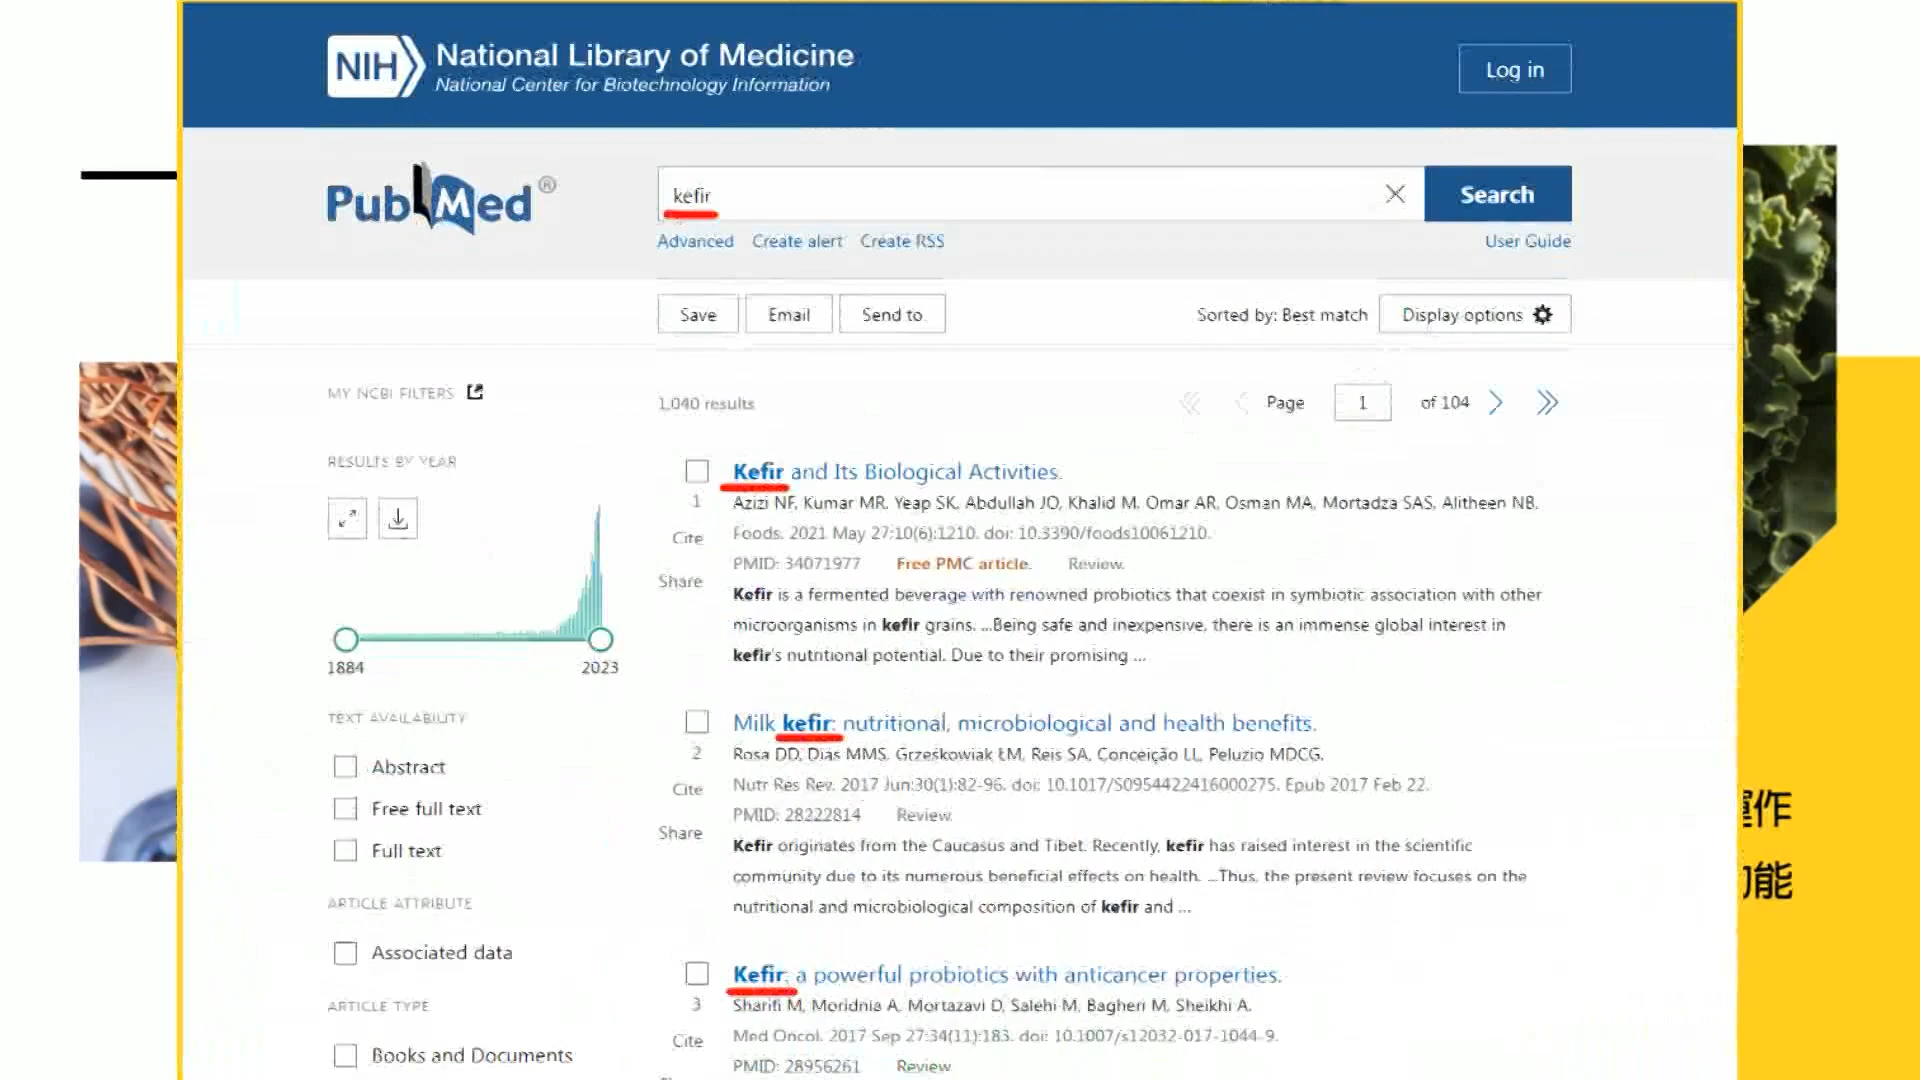 NIH National Library of Medicine
National Center for Biotechnology Information
Log in
PubMed®
kefir
Search
Advanced Create alert Create RSS
User Guide
Save Email Send to
Sorted by: Best match Display options
MY NCBI FILTERS
1,040 results
Page 1 of 104
RESULTS BY YEAR
1884 2023
TEXT AVAILABILITY
Abstract
Free full text
Full text
ARTICLE ATTRIBUTE
Associated data
ARTICLE TYPE
Books and Documents
Kefir and Its Biological Activities.
1
Azizi NF, Kumar MR, Yeap SK, Abdullah JO, Khalid M, Omar AR, Osman MA, Mortadza SAS, Alitheen NB.
Cite
Foods. 2021 May 27;10(6):1210. doi: 10.3390/foods10061210.
PMID: 34071977 Free PMC article. Review.
Share
Kefir is a fermented beverage with renowned probiotics that coexist in symbiotic association with other
microorganisms in kefir grains. ...Being safe and inexpensive, there is an immense global interest in
kefir's nutritional potential. Due to their promising ...
Milk kefir: nutritional, microbiological and health benefits.
2
Rosa DD, Dias MMS, Grześkowiak ŁM, Reis SA, Conceição LL, Peluzio MDCG.
Cite
Nutr Res Rev. 2017 Jun;30(1):82-96. doi: 10.1017/S0954422416000275. Epub 2017 Feb 22.
PMID: 28222814 Review.
Share
Kefir originates from the Caucasus and Tibet. Recently, kefir has raised interest in the scientific
community due to its numerous beneficial effects on health. ...Thus, the present review focuses on the
nutritional and microbiological composition of kefir and ...
Kefir: a powerful probiotics with anticancer properties.
3
Sharifi M, Moridnia A, Mortazavi D, Salehi M, Bagheri M, Sheikhi A.
Cite
Med Oncol. 2017 Sep 27;34(11):183. doi: 10.1007/s12032-017-1044-9.
PMID: 28956261 Review.
作
能